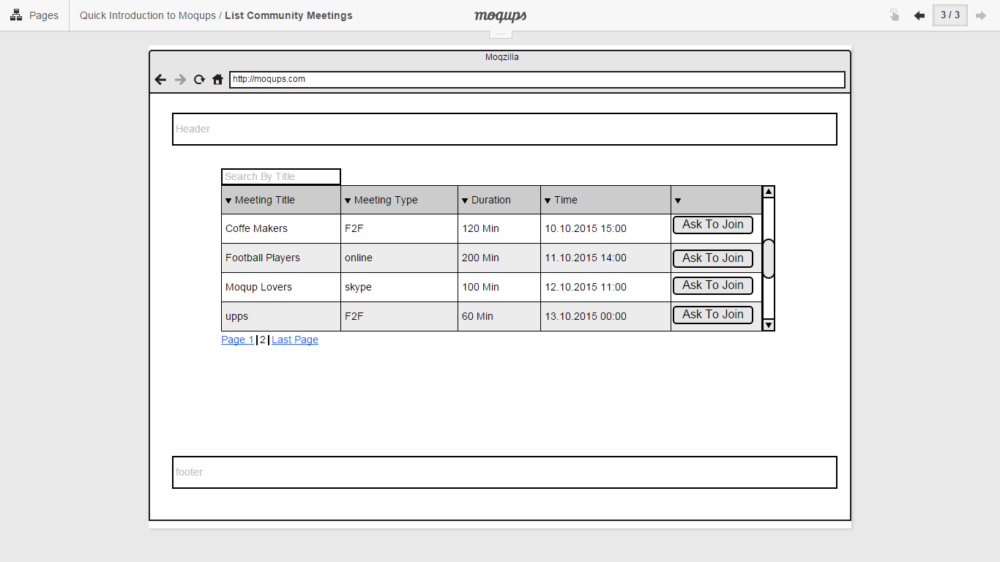 Pages Quick Introduction to Moqups / List Community Meetings moqups 3 / 3
...
Moqzilla
http://moqups.com
Header
Search By Title
Meeting Title Meeting Type Duration Time
Coffe Makers F2F 120 Min 10.10.2015 15:00 Ask To Join
Football Players online 200 Min 11.10.2015 14:00 Ask To Join
Moqup Lovers skype 100 Min 12.10.2015 11:00 Ask To Join
upps F2F 60 Min 13.10.2015 00:00 Ask To Join
Page 1 | 2 | Last Page
footer